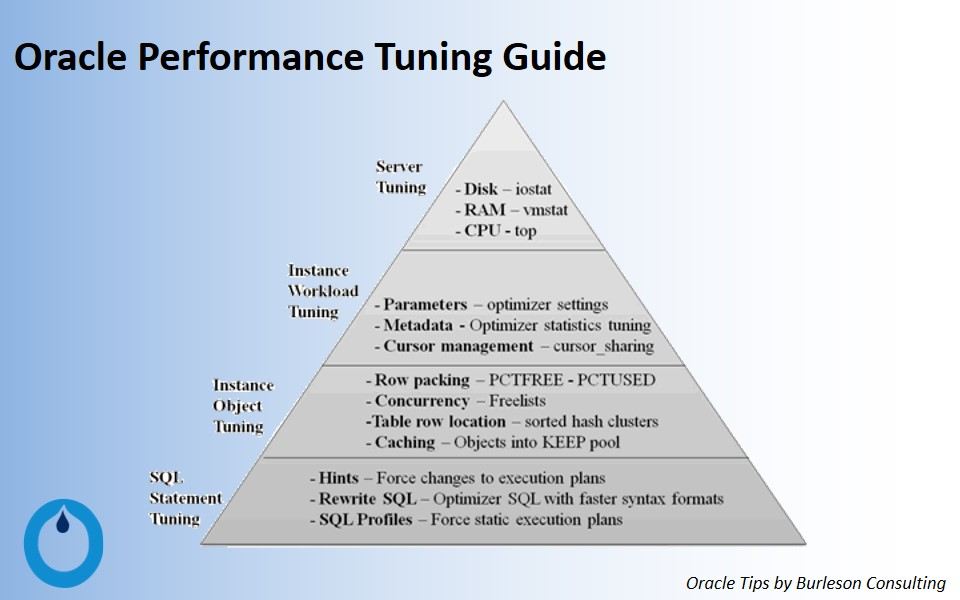 Oracle Performance Tuning Guide
Server
Tuning
- Disk – iostat
- RAM – vmstat
- CPU - top
Instance
Workload
Tuning
- Parameters – optimizer settings
- Metadata - Optimizer statistics tuning
- Cursor management – cursor_sharing
Instance
Object
Tuning
- Row packing – PCTFREE - PCTUSED
- Concurrency – Freelists
-Table row location – sorted hash clusters
- Caching – Objects into KEEP pool
SQL
Statement
Tuning
- Hints – Force changes to execution plans
- Rewrite SQL – Optimizer SQL with faster syntax formats
- SQL Profiles – Force static execution plans
Oracle Tips by Burleson Consulting